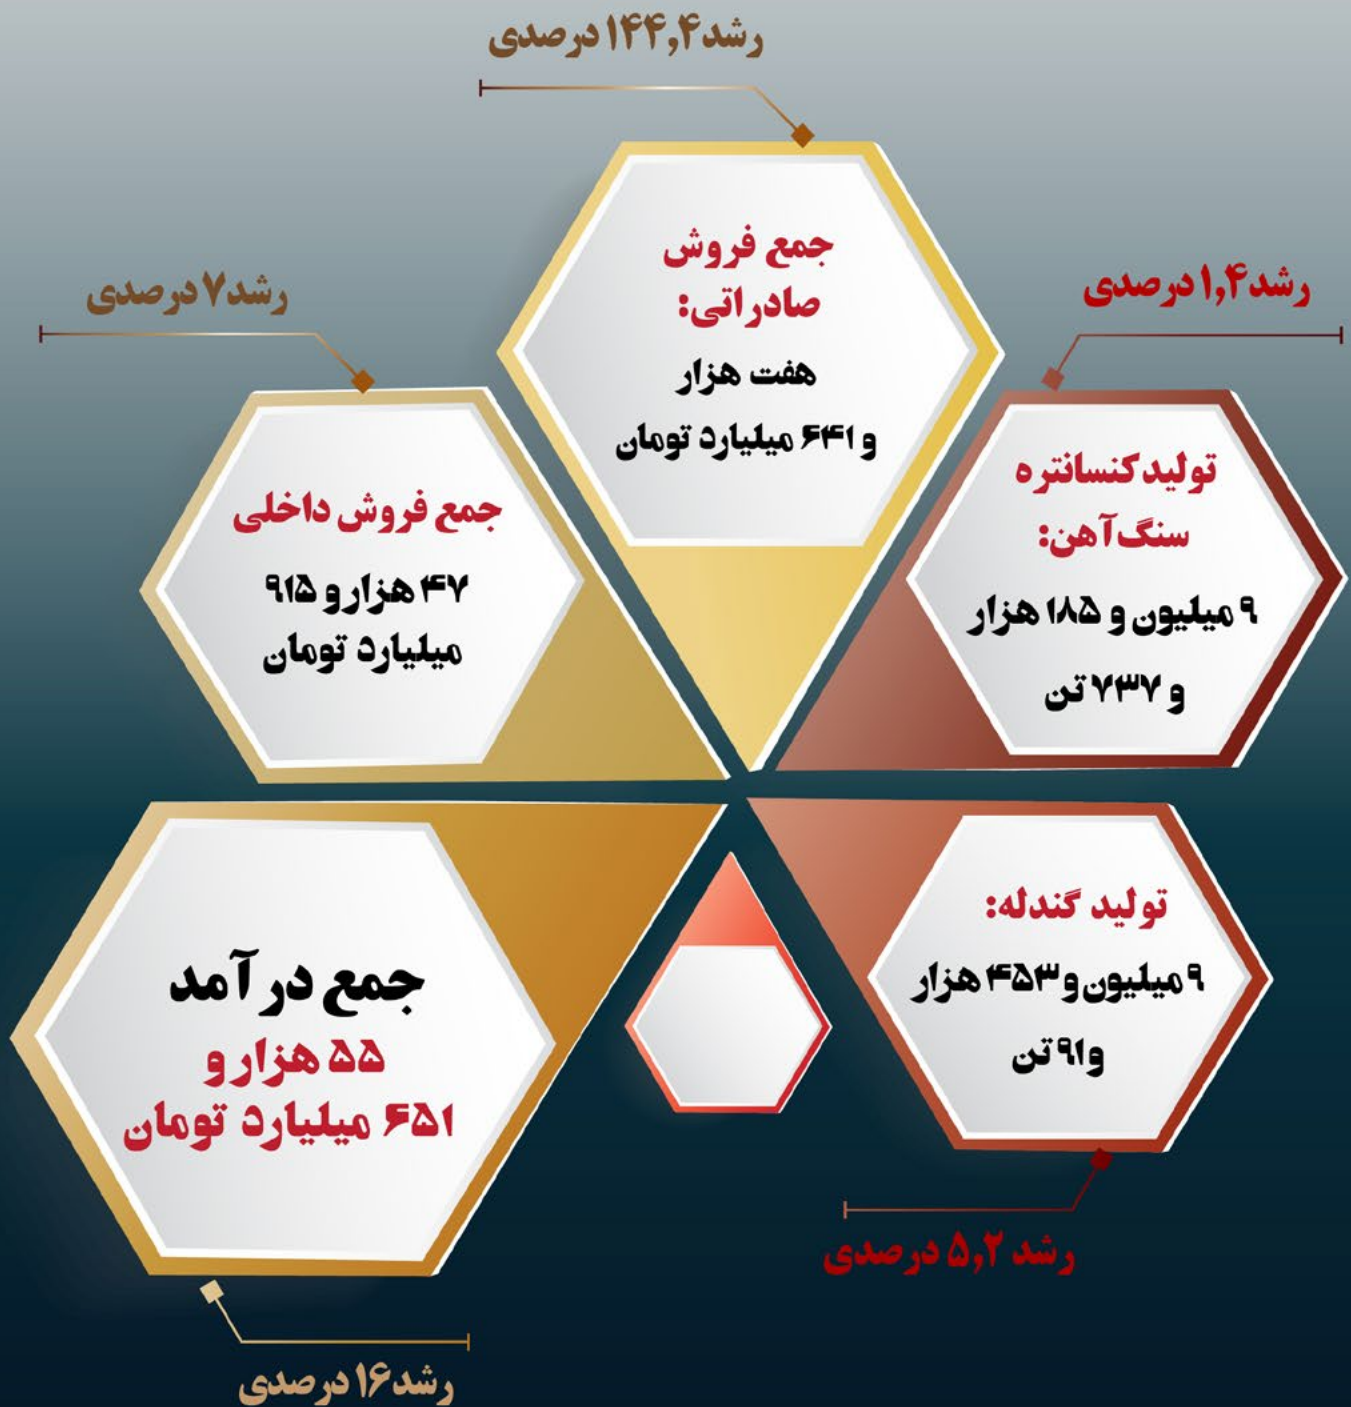 رشد ۱۴۴,۴ درصدی
جمع فروش
صادراتی:
هفت هزار
و ۶۴۱ میلیارد تومان
رشد ۱,۴ درصدی
تولید کنسانتره
سنگ‌آهن:
۹ میلیون و ۱۸۵ هزار
و ۷۳۷ تن
رشد ۷ درصدی
جمع فروش داخلی
۴۷ هزار و ۹۱۵
میلیارد تومان
تولید گندله:
۹ میلیون و ۴۵۳ هزار
و ۹۱ تن
رشد ۵,۲ درصدی
جمع درآمد
۵۵ هزار و
۶۵۱ میلیارد تومان
رشد ۱۶ درصدی